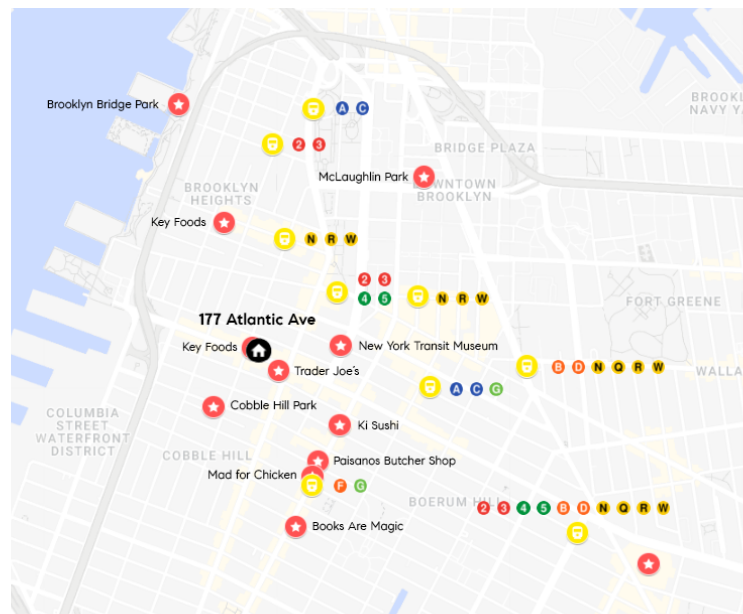 BROOKL
NAVY YA
Brooklyn Bridge Park
A C
2 3
BRIDGE PLAZA
McLaughlin Park
DOWNTOWN
BROOKLYN
BROOKLYN
HEIGHTS
Key Foods
N R W
2 3
4 5
N R W
FORT GREENE
177 Atlantic Ave
Key Foods
New York Transit Museum
Trader Joe's
B D N Q R W
WALLA
A C G
COLUMBIA
STREET
WATERFRONT
DISTRICT
Cobble Hill Park
Ki Sushi
COBBLE HILL
Paisanos Butcher Shop
Mad for Chicken
F G
BOERUM HILL
2 3 4 5 B D N Q R W
Books Are Magic